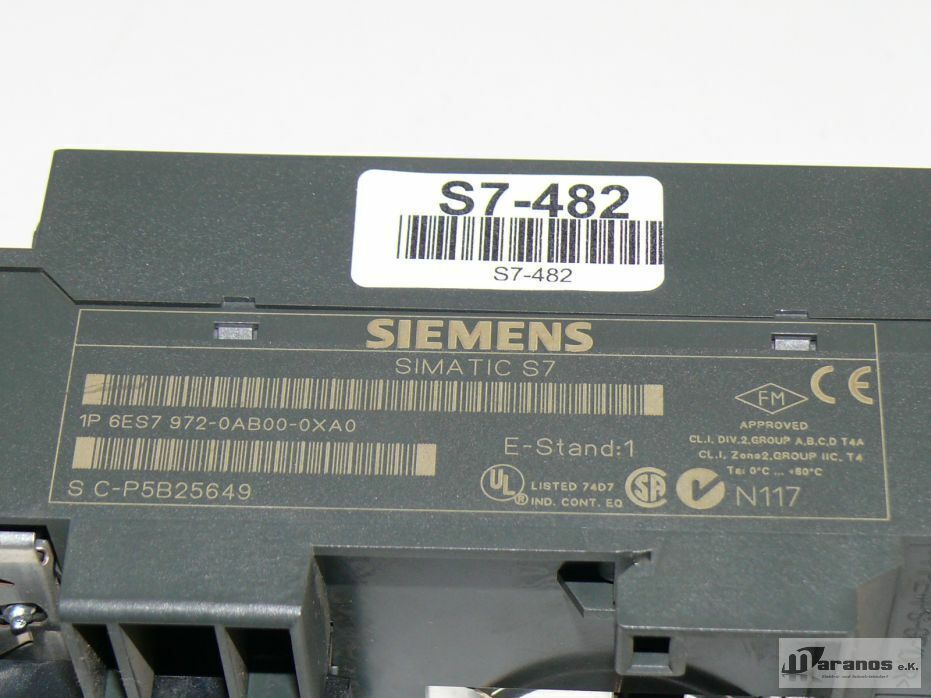 S7-482
S7-482
SIEMENS
SIMATIC S7
1P 6ES7 972-0AB00-0XA0
S C-P5B25649
E-Stand:1
FM
APPROVED
CL.I, DIV.2,GROUP A,B,C,D T4A
CL.I, Zone2,GROUP IIC, T4
Ta: 0°C ... +60°C
CE
UL
®
LISTED 74D7
IND. CONT. EQ
SA
N117
maranos e.K.